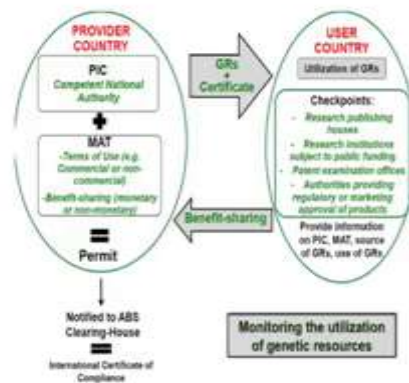 PROVIDER
COUNTRY
PIC
Competent National
Authority
MAT
-Terms of Use (e.g.
Commercial or non-
commercial)
-Benefit-sharing (monetary
or non-monetary)
Permit
Notified to ABS
Clearing-House
International Certificate of
Compliance
GRs
+
Certificate
Benefit-sharing
USER
COUNTRY
Utilization of GRs
Checkpoints:
- Research publishing
houses
- Research institutions
subject to public funding
- Patent examination offices
- Authorities providing
regulatory or marketing
approval of products
Provide information
on PIC, MAT, source
of GRs, use of GRs
Monitoring the utilization
of genetic resources